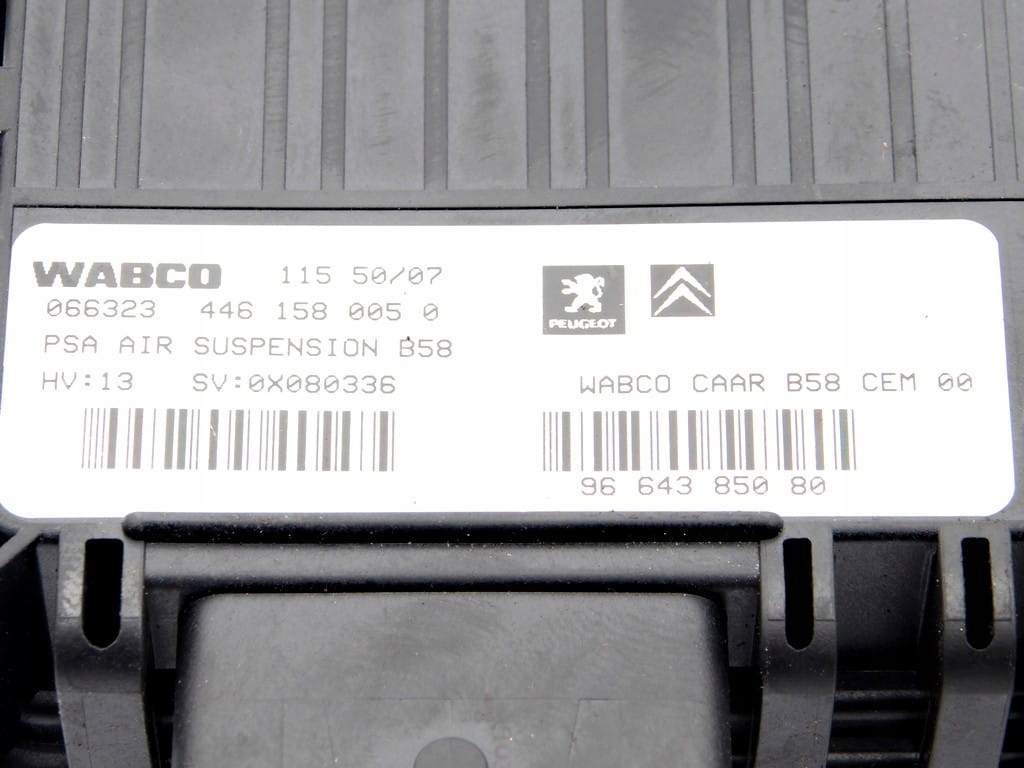 WABCO 115 50/07
066323 446 158 005 0
PSA AIR SUSPENSION B58
HV:13 SV:0X080336
PEUGEOT
WABCO CAAR B58 CEM 00
96 643 850 80